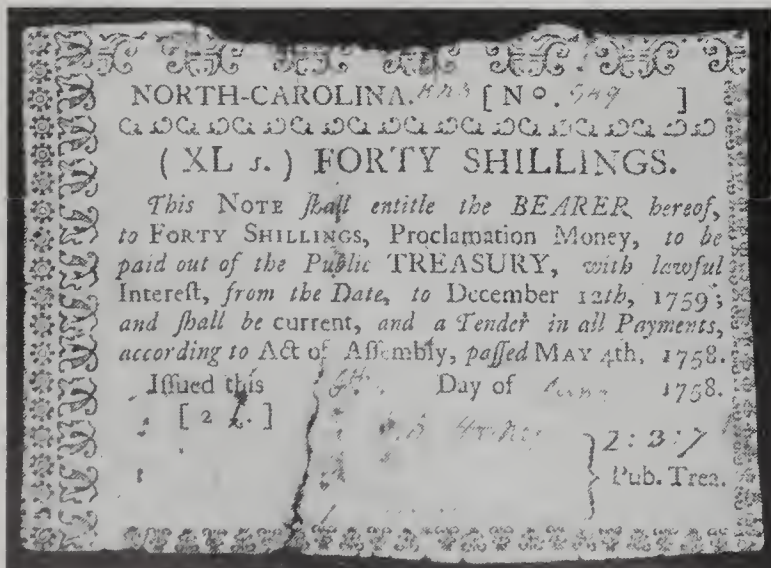 NORTH-CAROLINA. [ Nº. 549 ]
( XL s. ) FORTY SHILLINGS.
This NOTE ſhall entitle the BEARER hereof,
to FORTY SHILLINGS, Proclamation Money, to be
paid out of the Public TREASURY, with lawful
Intereſt, from the Date, to December 12th, 1759;
and ſhall be current, and a Tender in all Payments,
according to Act of Aſſembly, paſſed MAY 4th, 1758.
Iſſued this Day of 1758.
[ 2 L. ]
2:3:7
Pub. Trea.